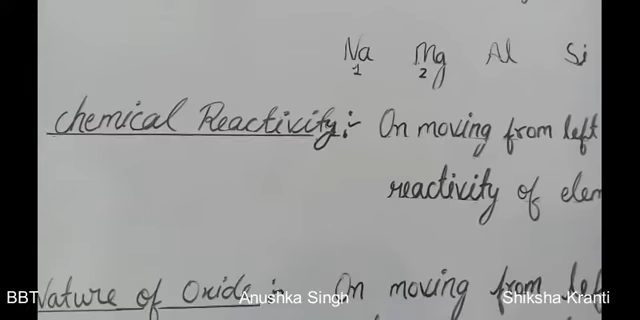 Na Mg Al Si
1 2
Chemical Reactivity :- On moving from left
reactivity of elem
Nature of Oxide :- On moving from lef
BBT Anushka Singh Shiksha Kranti